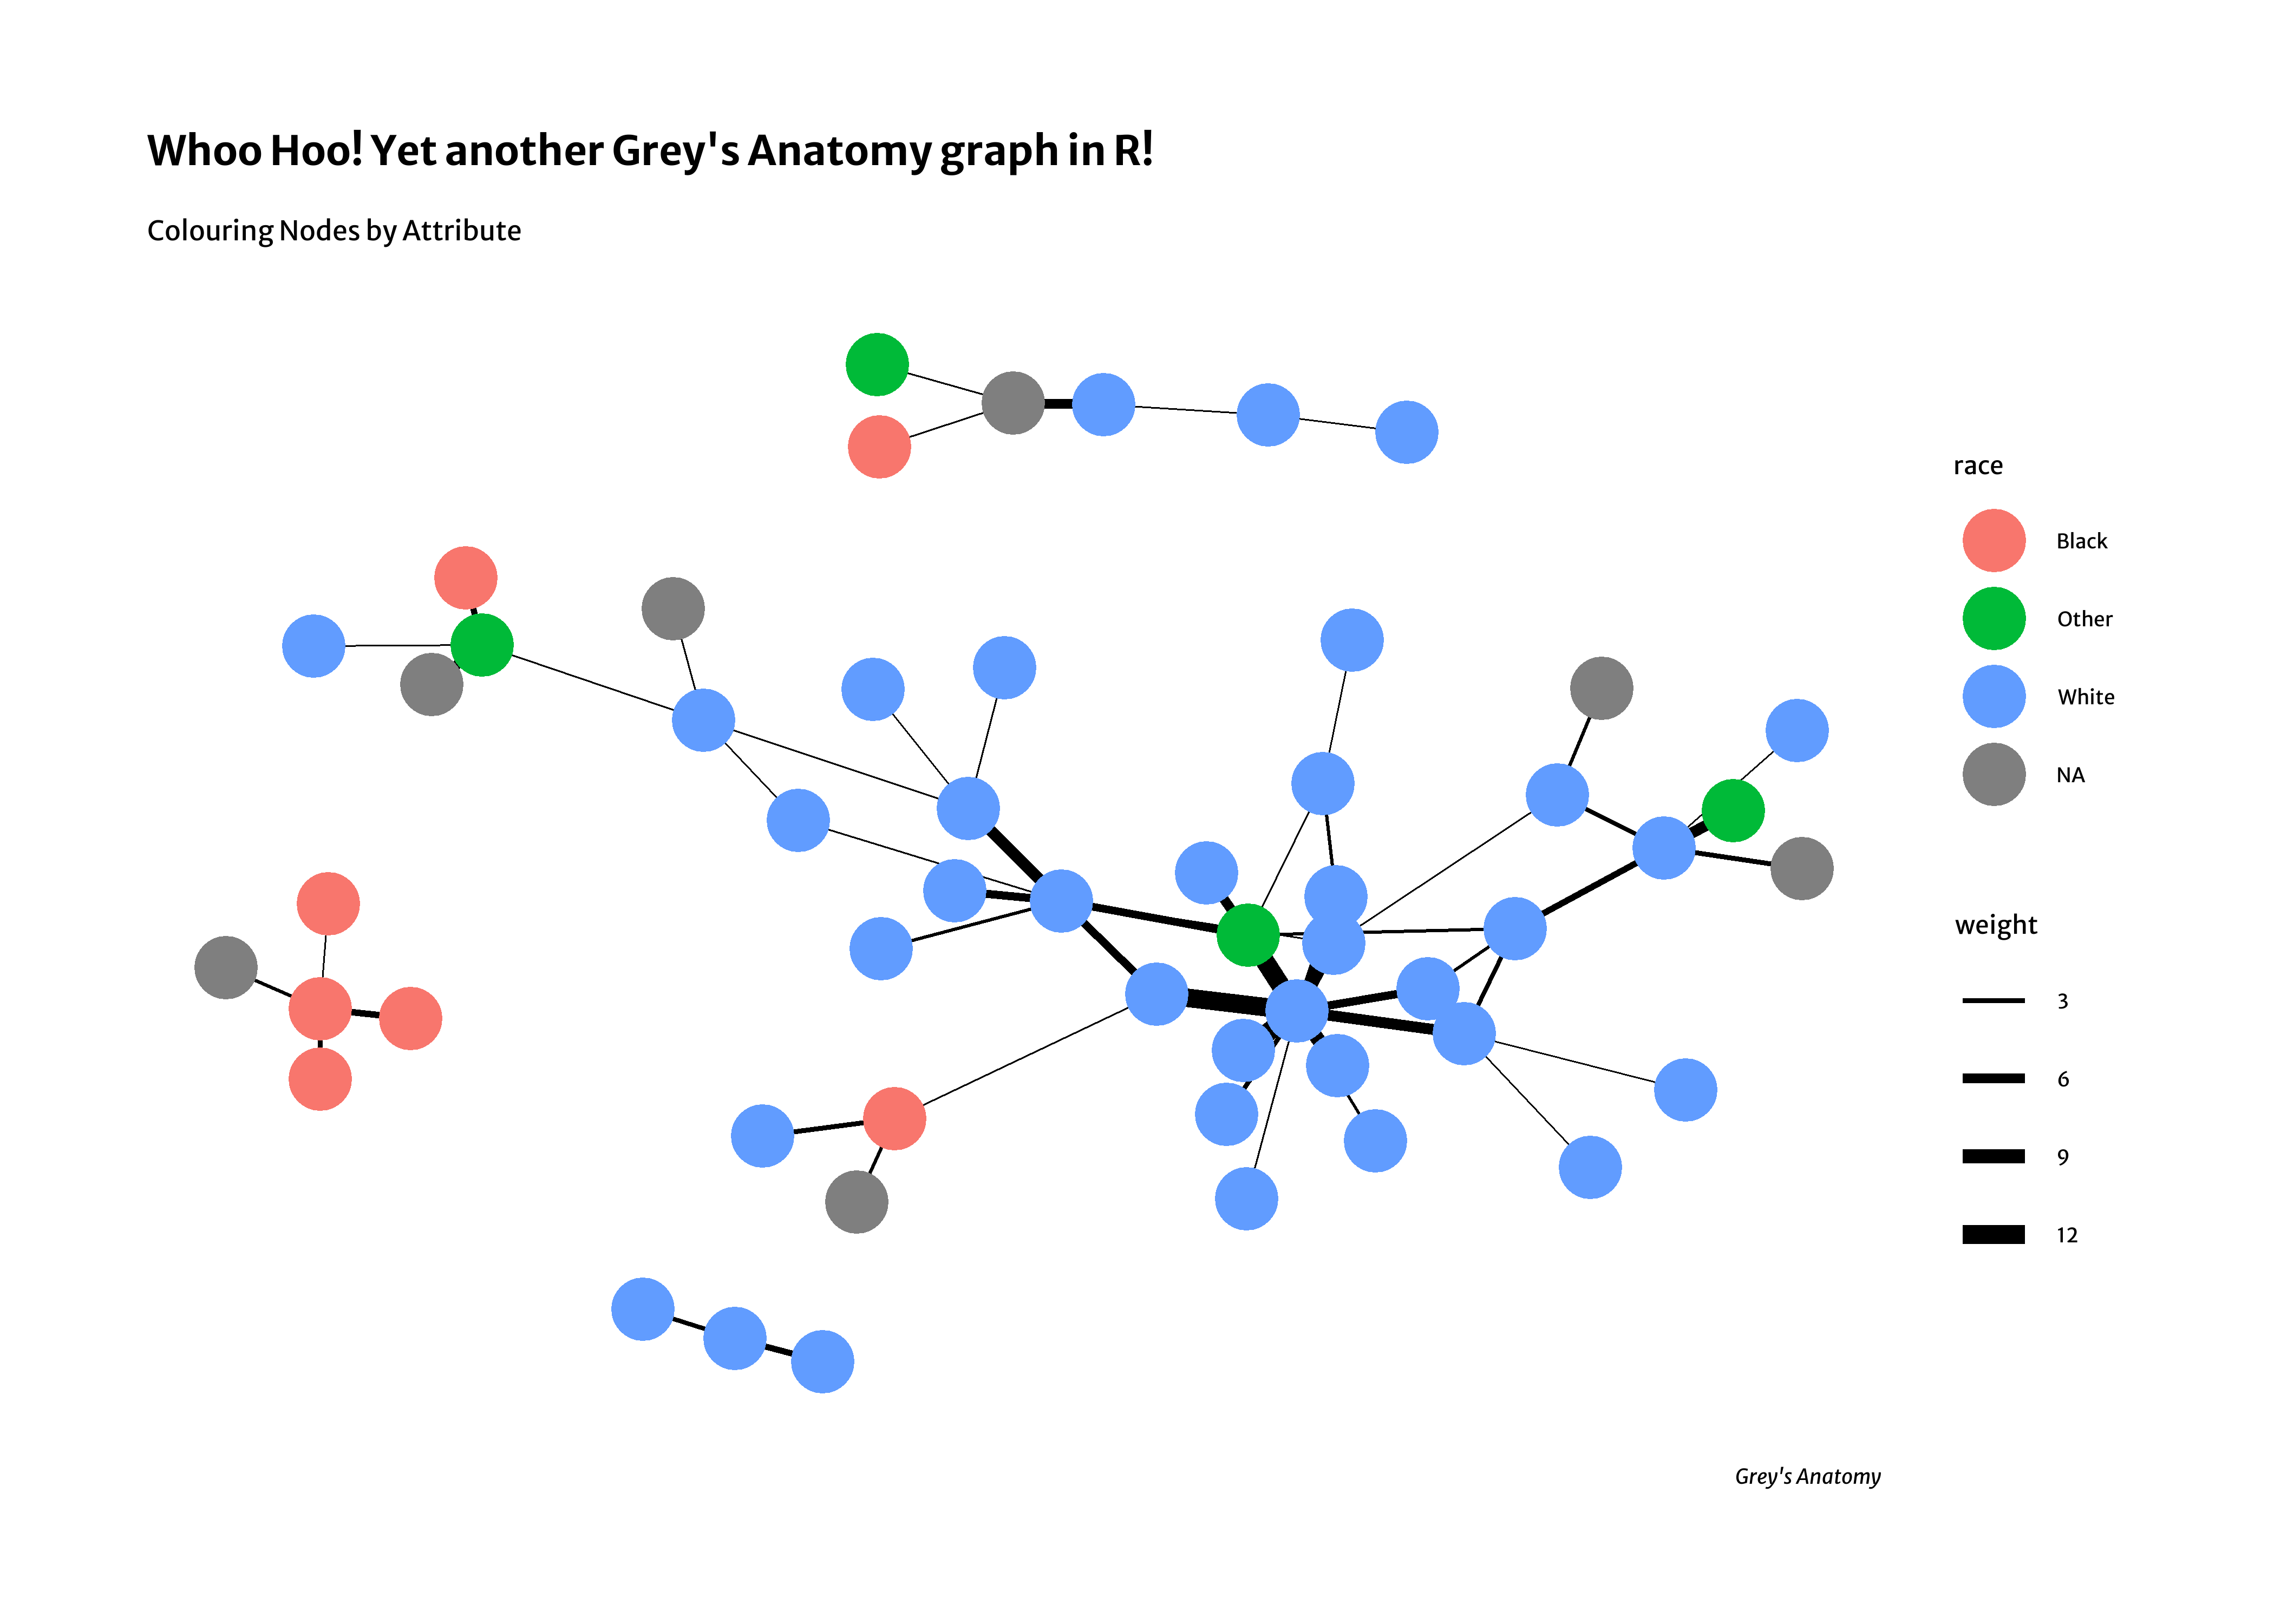 Whoo Hoo! Yet another Grey's Anatomy graph in R!
Colouring Nodes by Attribute
race
Black
Other
White
NA
weight
3
6
9
12
Grey's Anatomy